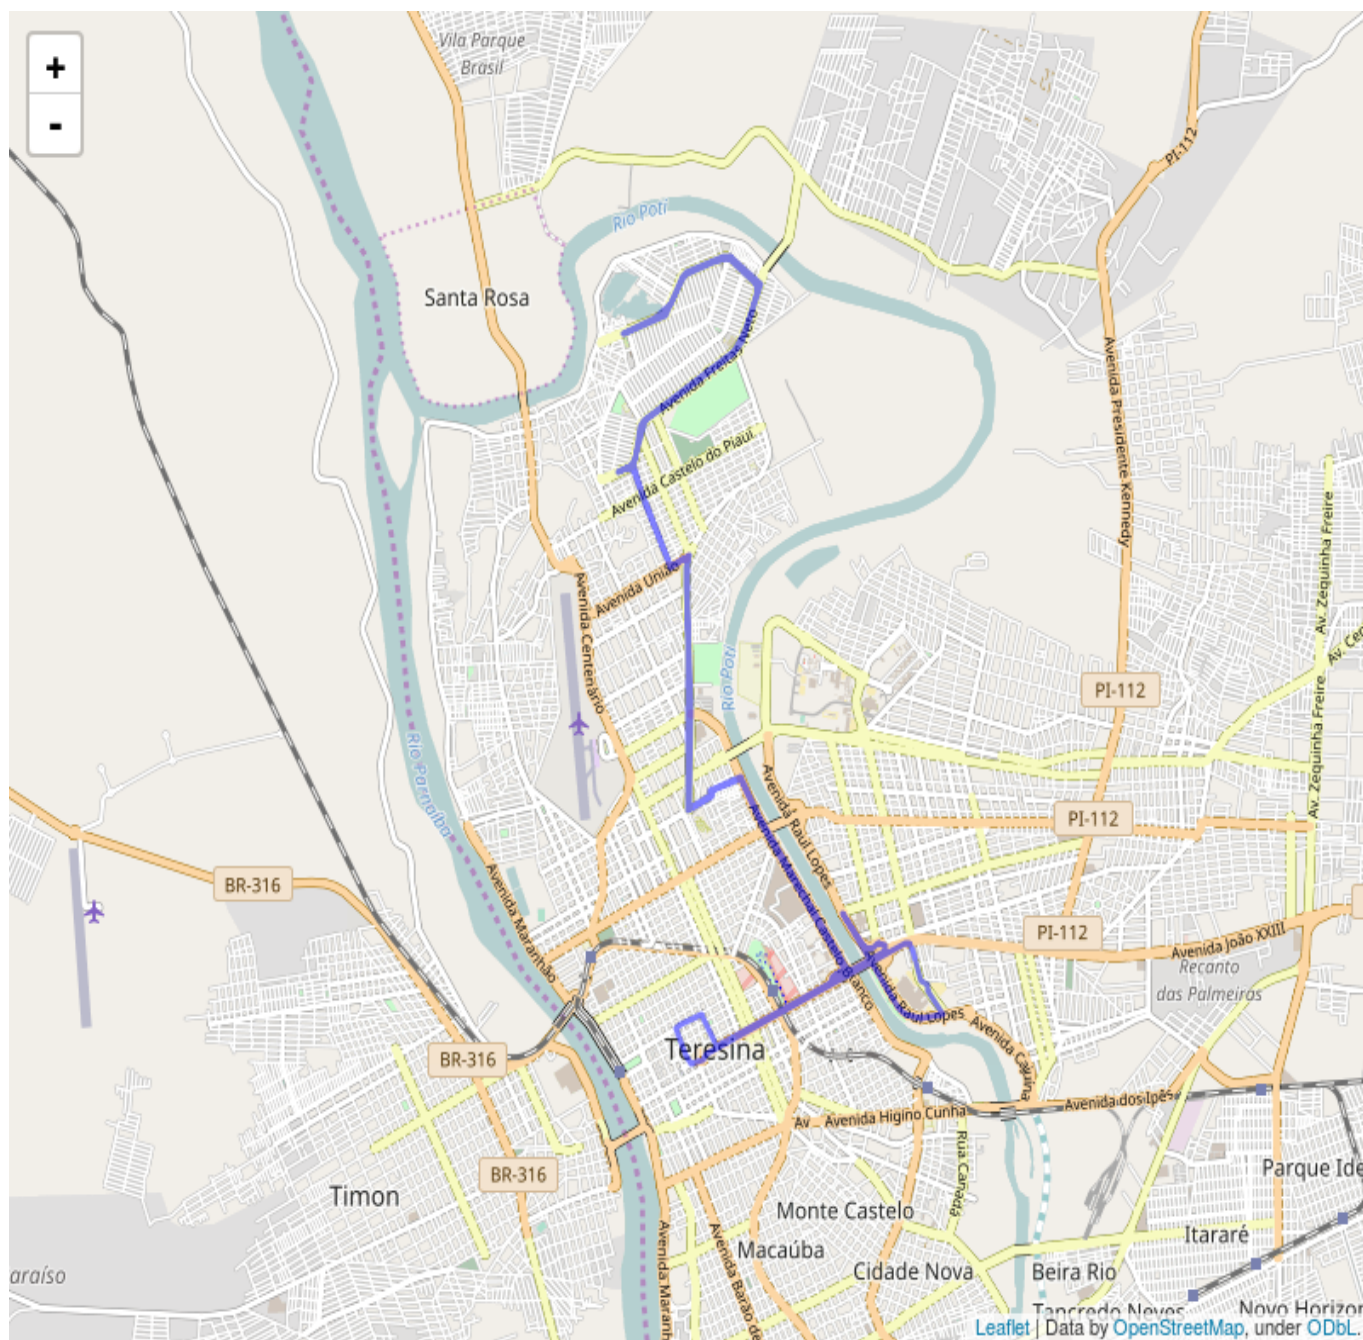 +
-
Vila Parque
Brasil
PI-112
Rio Poti
Santa Rosa
Avenida Freitas Neto
Avenida Presidente Kennedy
Avenida Castelo do Piauí
Av. Zequinha Freire
Avenida União
Avenida Centenário
Av. Zequinha Freire
Av. Cen
Rio Poti
PI-112
Rio Parnaíba
Avenida Raul Lopes
PI-112
Avenida Marechal Castelo Branco
BR-316
Avenida Maranhão
PI-112
Avenida João XXIII
Recanto
das Palmeiras
Avenida Raul Lopes
Avenida Cajuína
Teresina
BR-316
Avenida dos Ipês
Av
Avenida Higino Cunha
Rua Canadá
BR-316
Parque Ide
Timon
Monte Castelo
Itararé
Macaúba
Cidade Nova
Beira Rio
araíso
Avenida Maranh
Avenida Barão de
Tancredo Neves
Novo Horizon
Leaflet | Data by OpenStreetMap, under ODbL.